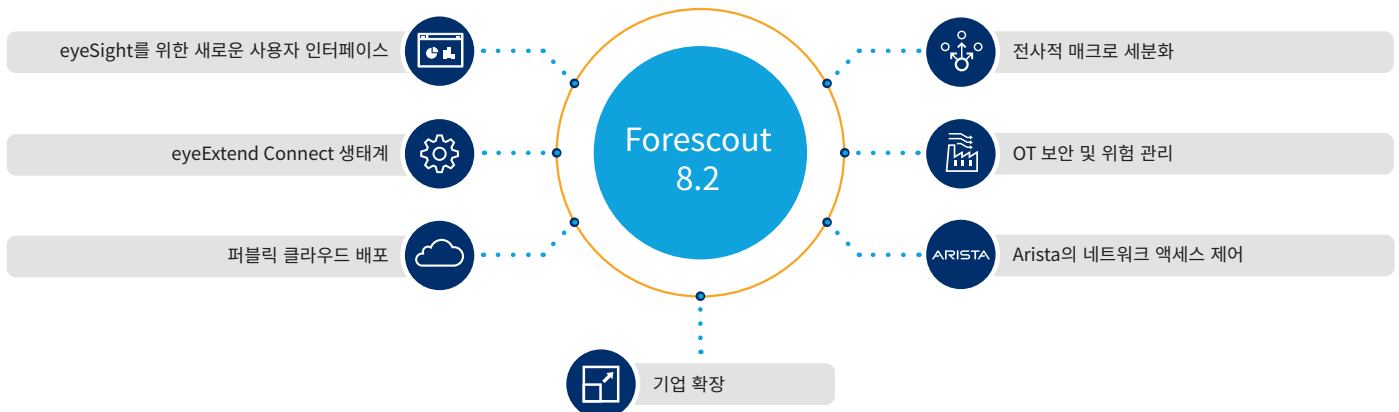 eyeSight를 위한 새로운 사용자 인터페이스
eyeExtend Connect 생태계
퍼블릭 클라우드 배포
Forescout
8.2
전사적 매크로 세분화
OT 보안 및 위험 관리
ARISTA
Arista의 네트워크 액세스 제어
기업 확장